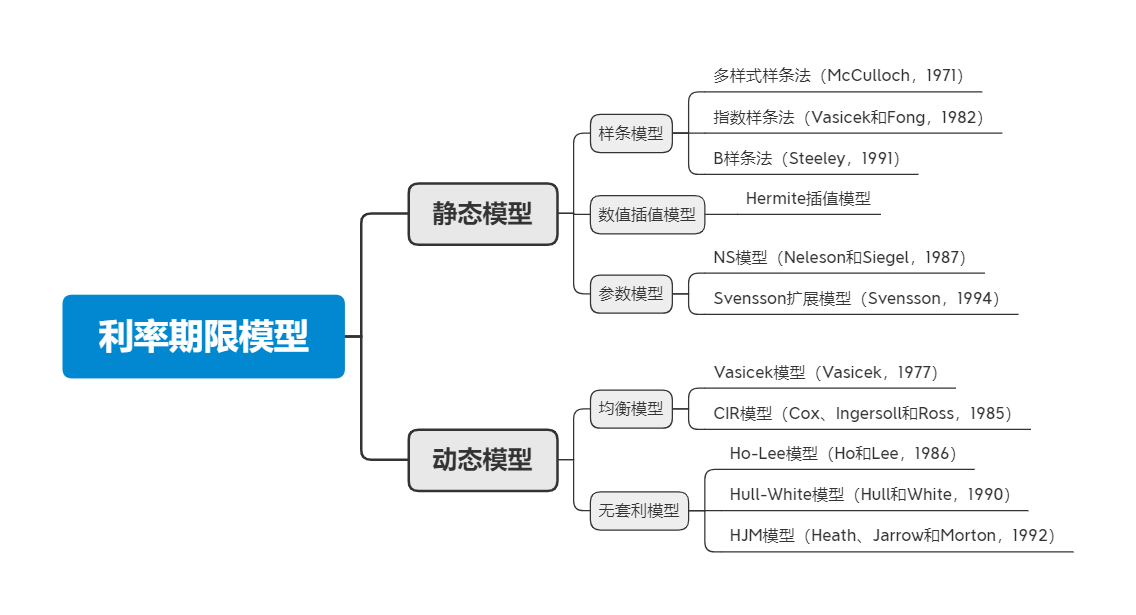 利率期限模型
静态模型
样条模型
多样式样条法（McCulloch，1971）
指数样条法（Vasicek和Fong，1982）
B样条法（Steeley，1991）
数值插值模型
Hermite插值模型
参数模型
NS模型（Neleson和Siegel，1987）
Svensson扩展模型（Svensson，1994）
动态模型
均衡模型
Vasicek模型（Vasicek，1977）
CIR模型（Cox、Ingersoll和Ross，1985）
无套利模型
Ho-Lee模型（Ho和Lee，1986）
Hull-White模型（Hull和White，1990）
HJM模型（Heath、Jarrow和Morton，1992）